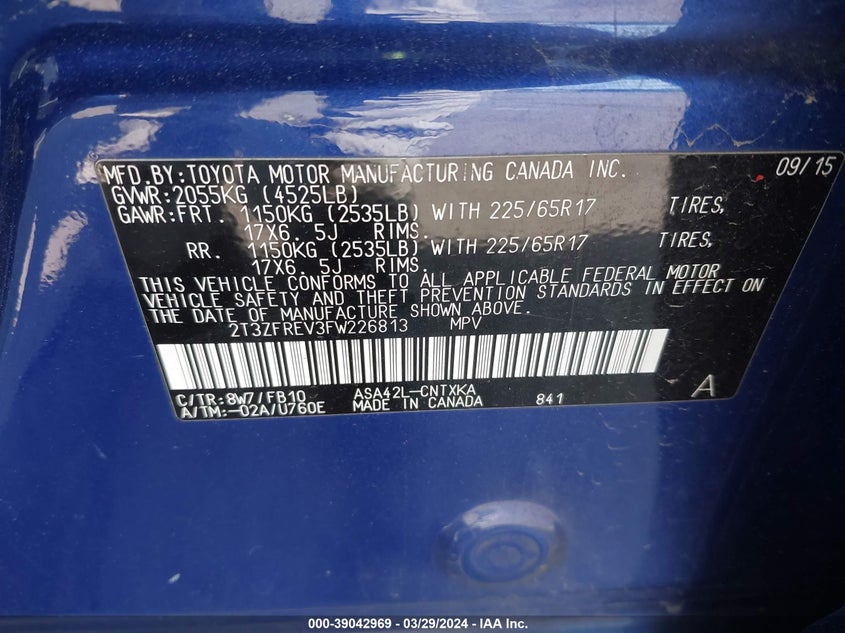 MFD.BY:TOYOTA MOTOR MANUFACTURING CANADA INC. 09/15
GVWR:2055KG (4525LB)
GAWR:FRT. 1150KG (2535LB) WITH 225/65R17 TIRES,
17X6.5J RIMS.
RR. 1150KG (2535LB) WITH 225/65R17 TIRES,
17X6.5J RIMS.
THIS VEHICLE CONFORMS TO ALL APPLICABLE FEDERAL MOTOR
VEHICLE SAFETY AND THEFT PREVENTION STANDARDS IN EFFECT ON
THE DATE OF MANUFACTURE SHOWN ABOVE.
2T3ZFREV3FW226813 MPV
C/TR:8W7/FB10 ASA42L-CNTXKA
A/TM:-02A/U760E MADE IN CANADA 841 A
000-39042969 — 03/29/2024 — IAA Inc.